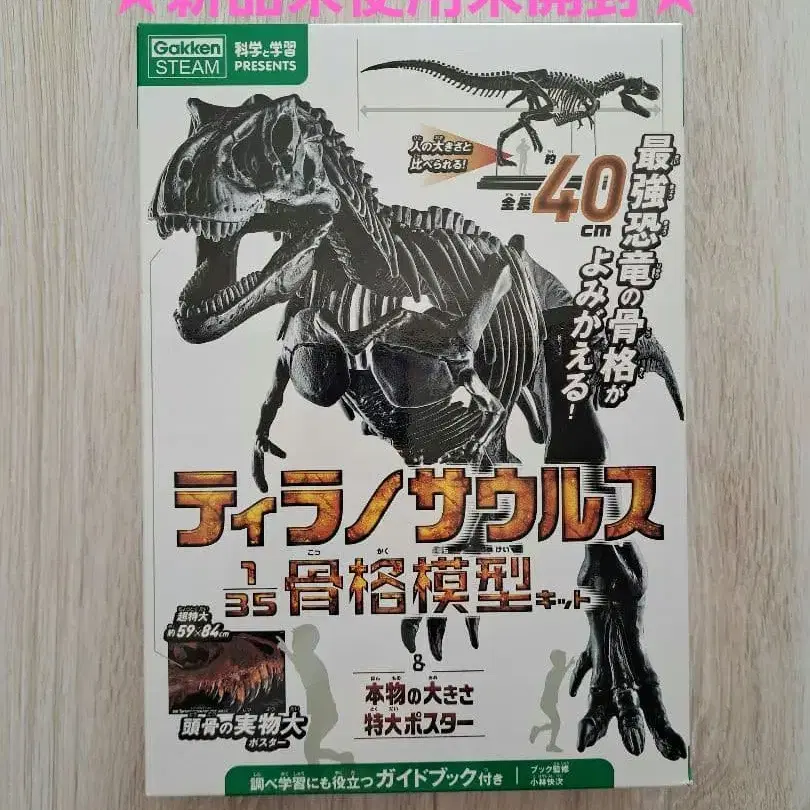 ★新品未使用未開封★
Gakken
STEAM
科学と学習
PRESENTS
人の大きさと
比べられる!
約
全長40cm
最強恐竜の骨格が
よみがえる!
ティラノサウルス
1/35骨格模型キット
&
本物の大きさ
特大ポスター
超特大
約59×84cm
頭骨の実物大
ポスター
調べ学習にも役立つガイドブック付き
ブック監修
小林快次